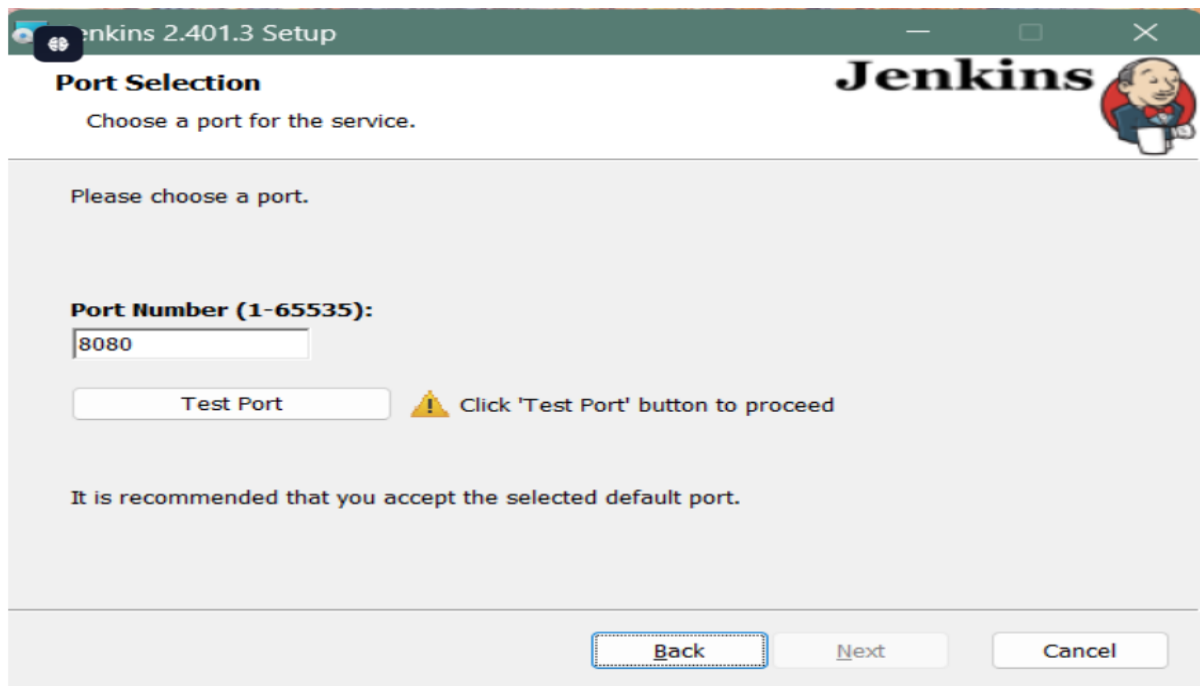 enkins 2.401.3 Setup
Port Selection
Jenkins
Choose a port for the service.
Please choose a port.
Port Number (1-65535):
8080
Test Port
Click 'Test Port' button to proceed
It is recommended that you accept the selected default port.
Back
Next
Cancel